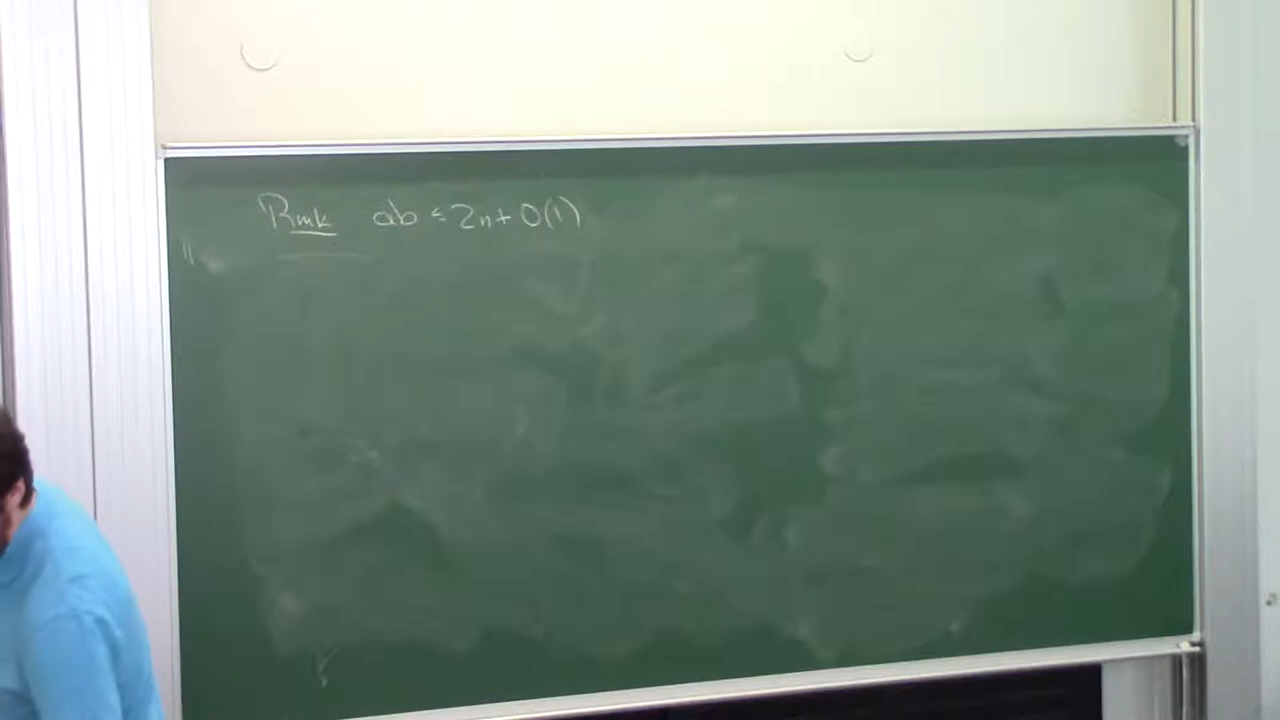 Rmk ab ≤ 2n + O(1)